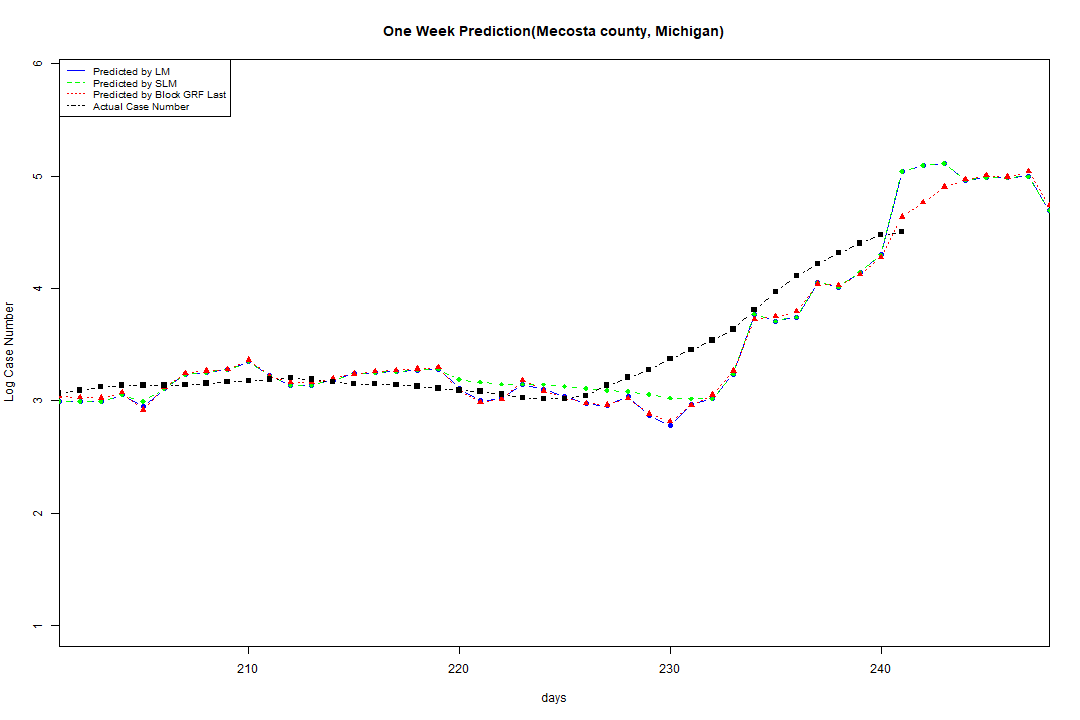 One Week Prediction(Mecosta county, Michigan)
Predicted by LM
Predicted by SLM
Predicted by Block GRF Last
Actual Case Number
6
5
4
3
2
1
Log Case Number
210 220 230 240
days